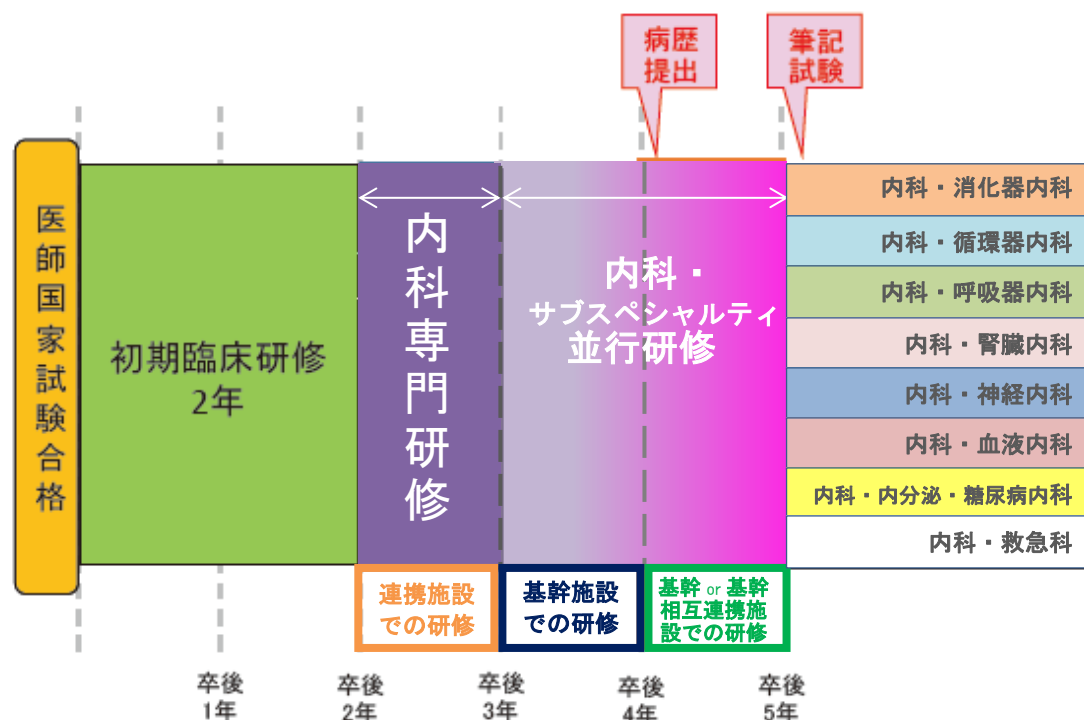 病歴
提出
筆記
試験
医師国家試験合格
初期臨床研修
2年
内科専門研修
内科・
サブスペシャルティ
並行研修
内科・消化器内科
内科・循環器内科
内科・呼吸器内科
内科・腎臓内科
内科・神経内科
内科・血液内科
内科・内分泌・糖尿病内科
内科・救急科
連携施設
での研修
基幹施設
での研修
基幹 or 基幹
相互連携施
設での研修
卒後
1年
卒後
2年
卒後
3年
卒後
4年
卒後
5年